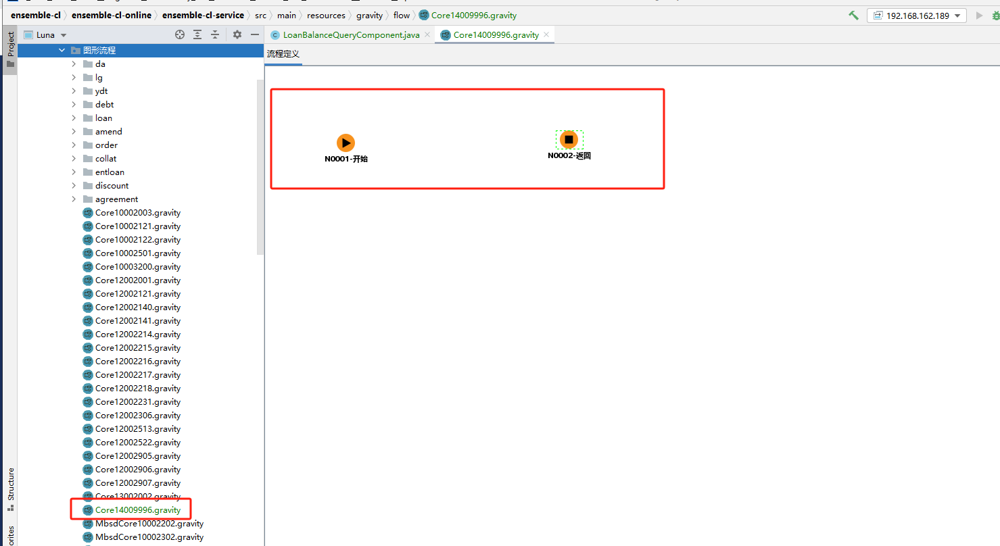 ensemble-cl ensemble-cl-online ensemble-cl-service src main resources gravity flow Core14009996.gravity 192.168.162.189
Project
Luna
LoanBalanceQueryComponent.java
Core14009996.gravity
图形流程
流程定义
da
lg
ydt
debt
loan
amend
order
collat
entloan
discount
agreement
Core10002003.gravity
Core10002121.gravity
Core10002122.gravity
Core10002501.gravity
Core10003200.gravity
Core12002001.gravity
Core12002121.gravity
Core12002140.gravity
Core12002141.gravity
Core12002214.gravity
Core12002215.gravity
Core12002216.gravity
Core12002217.gravity
Core12002218.gravity
Core12002231.gravity
Core12002306.gravity
Core12002513.gravity
Core12002522.gravity
Core12002905.gravity
Core12002906.gravity
Core12002907.gravity
Core13002002.gravity
Core14009996.gravity
MbsdCore10002202.gravity
MbsdCore10002302.gravity
N0001-开始
N0002-返回
Structure
orites